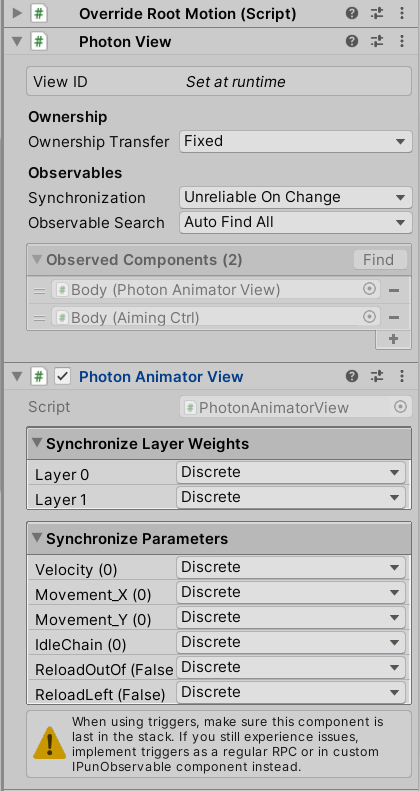 Override Root Motion (Script)
Photon View
View ID Set at runtime
Ownership
Ownership Transfer Fixed
Observables
Synchronization Unreliable On Change
Observable Search Auto Find All
Observed Components (2) Find
Body (Photon Animator View)
Body (Aiming Ctrl)
Photon Animator View
Script PhotonAnimatorView
Synchronize Layer Weights
Layer 0 Discrete
Layer 1 Discrete
Synchronize Parameters
Velocity (0) Discrete
Movement_X (0) Discrete
Movement_Y (0) Discrete
IdleChain (0) Discrete
ReloadOutOf (False Discrete
ReloadLeft (False) Discrete
When using triggers, make sure this component is
last in the stack. If you still experience issues,
implement triggers as a regular RPC or in custom
IPunObservable component instead.